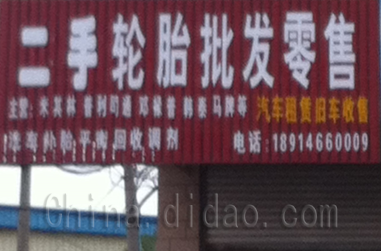 二手轮胎批发零售
主营：米其林 普利司通 邓禄普 韩泰 马牌等 汽车租赁旧车收售
外胎 平衡 回收调剂 电话：18914660009
China.didao.com